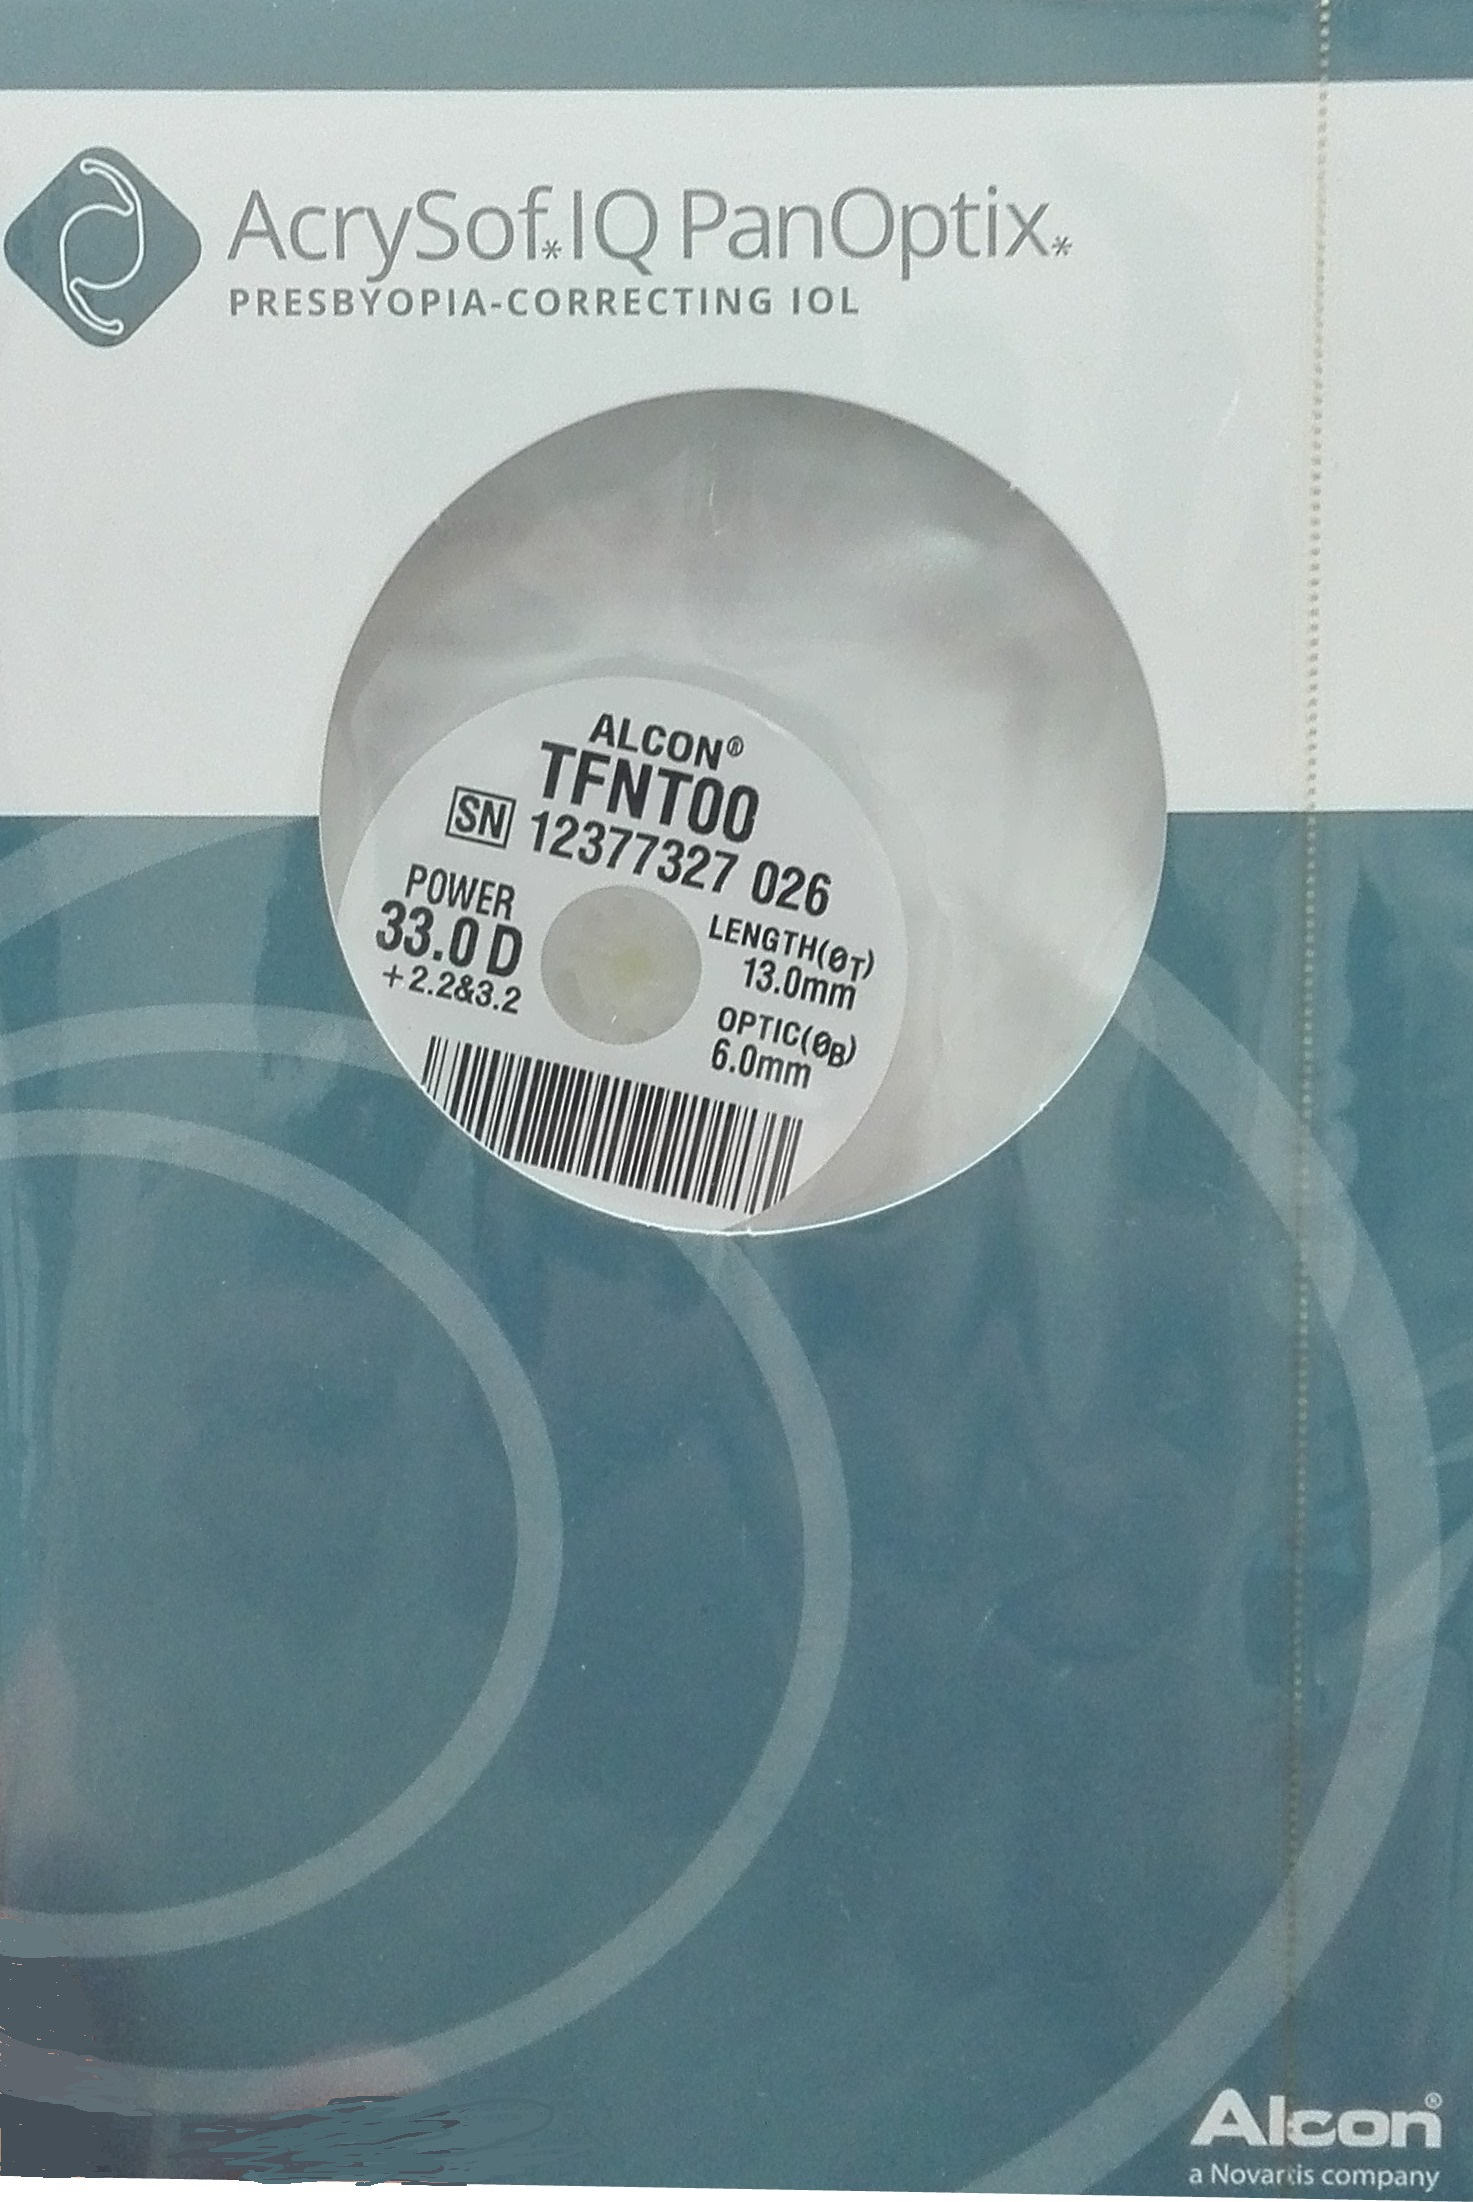 AcrySof* IQ PanOptix*
PRESBYOPIA-CORRECTING IOL
ALCON®
TFNT00
SN 12377327 026
POWER
33.0 D
+2.2&3.2
LENGTH(ØT)
13.0mm
OPTIC(ØB)
6.0mm
Alcon®
a Novartis company